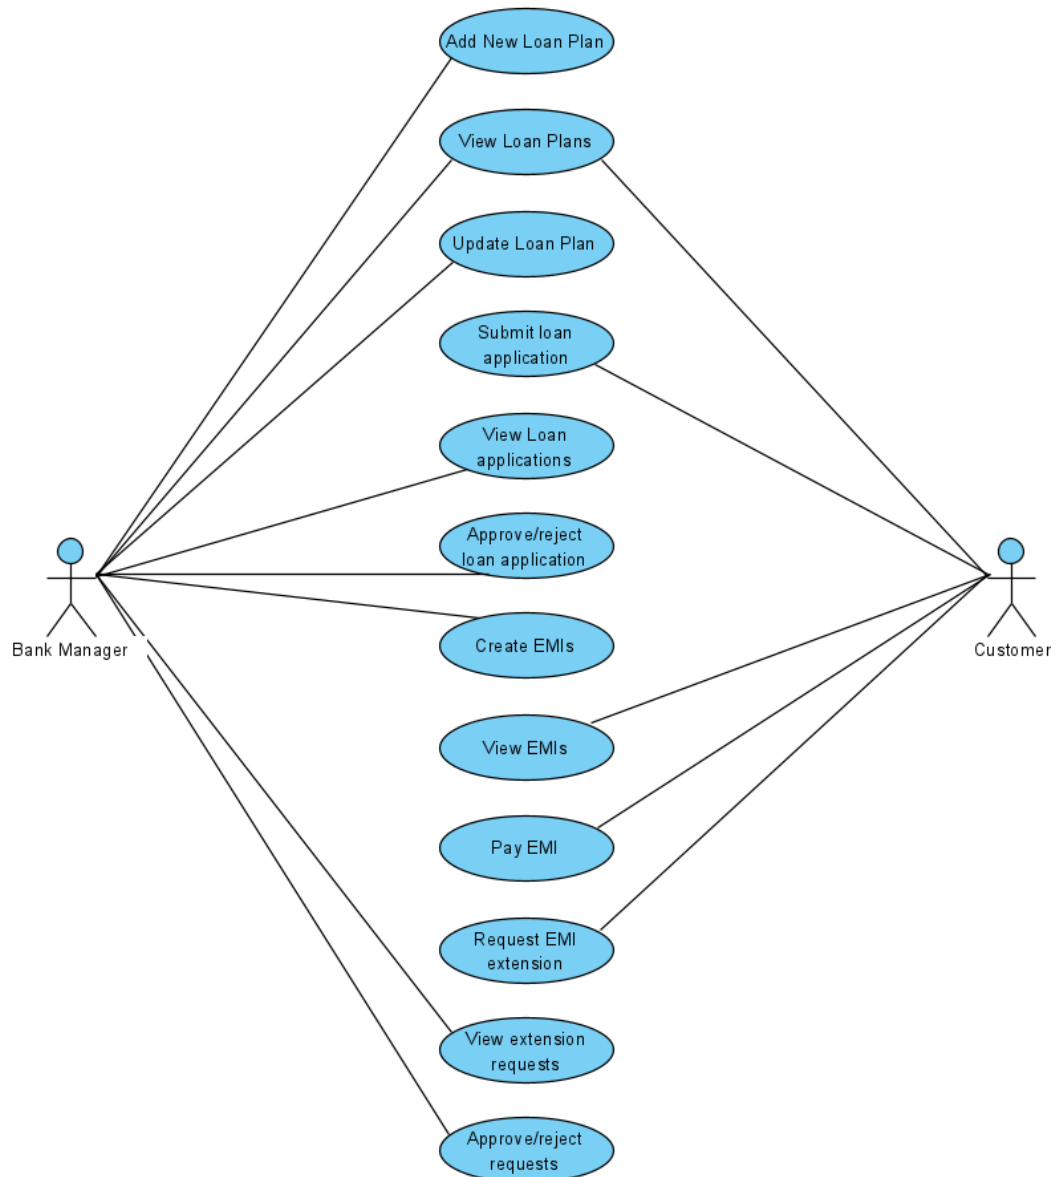 Add New Loan Plan
View Loan Plans
Update Loan Plan
Submit loan
application
View Loan
applications
Approve/reject
loan application
Bank Manager
Create EMIs
Customer
View EMIs
Pay EMI
Request EMI
extension
View extension
requests
Approve/reject
requests